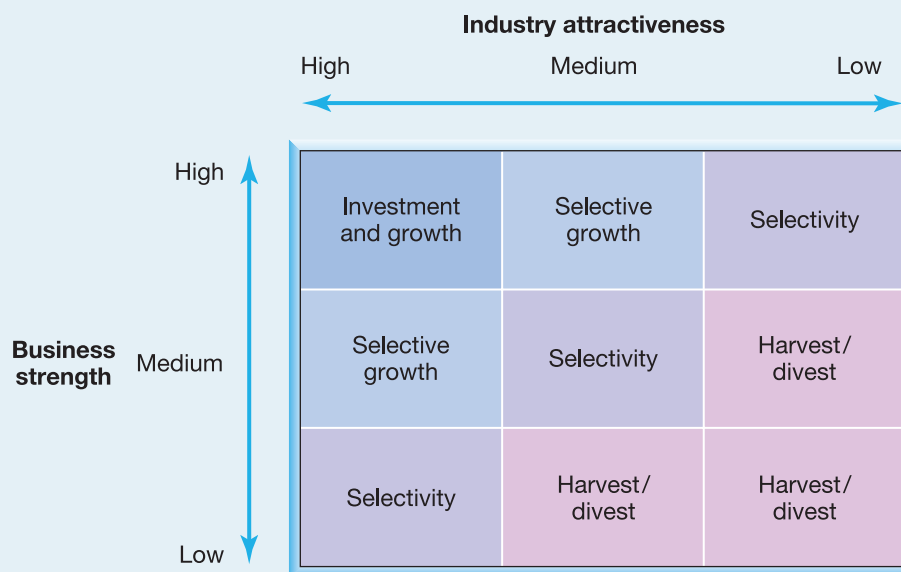 Industry attractiveness
High Medium Low
High
Investment
and growth
Selective
growth
Selectivity
Business
strength
Medium
Selective
growth
Selectivity
Harvest/
divest
Selectivity
Harvest/
divest
Harvest/
divest
Low